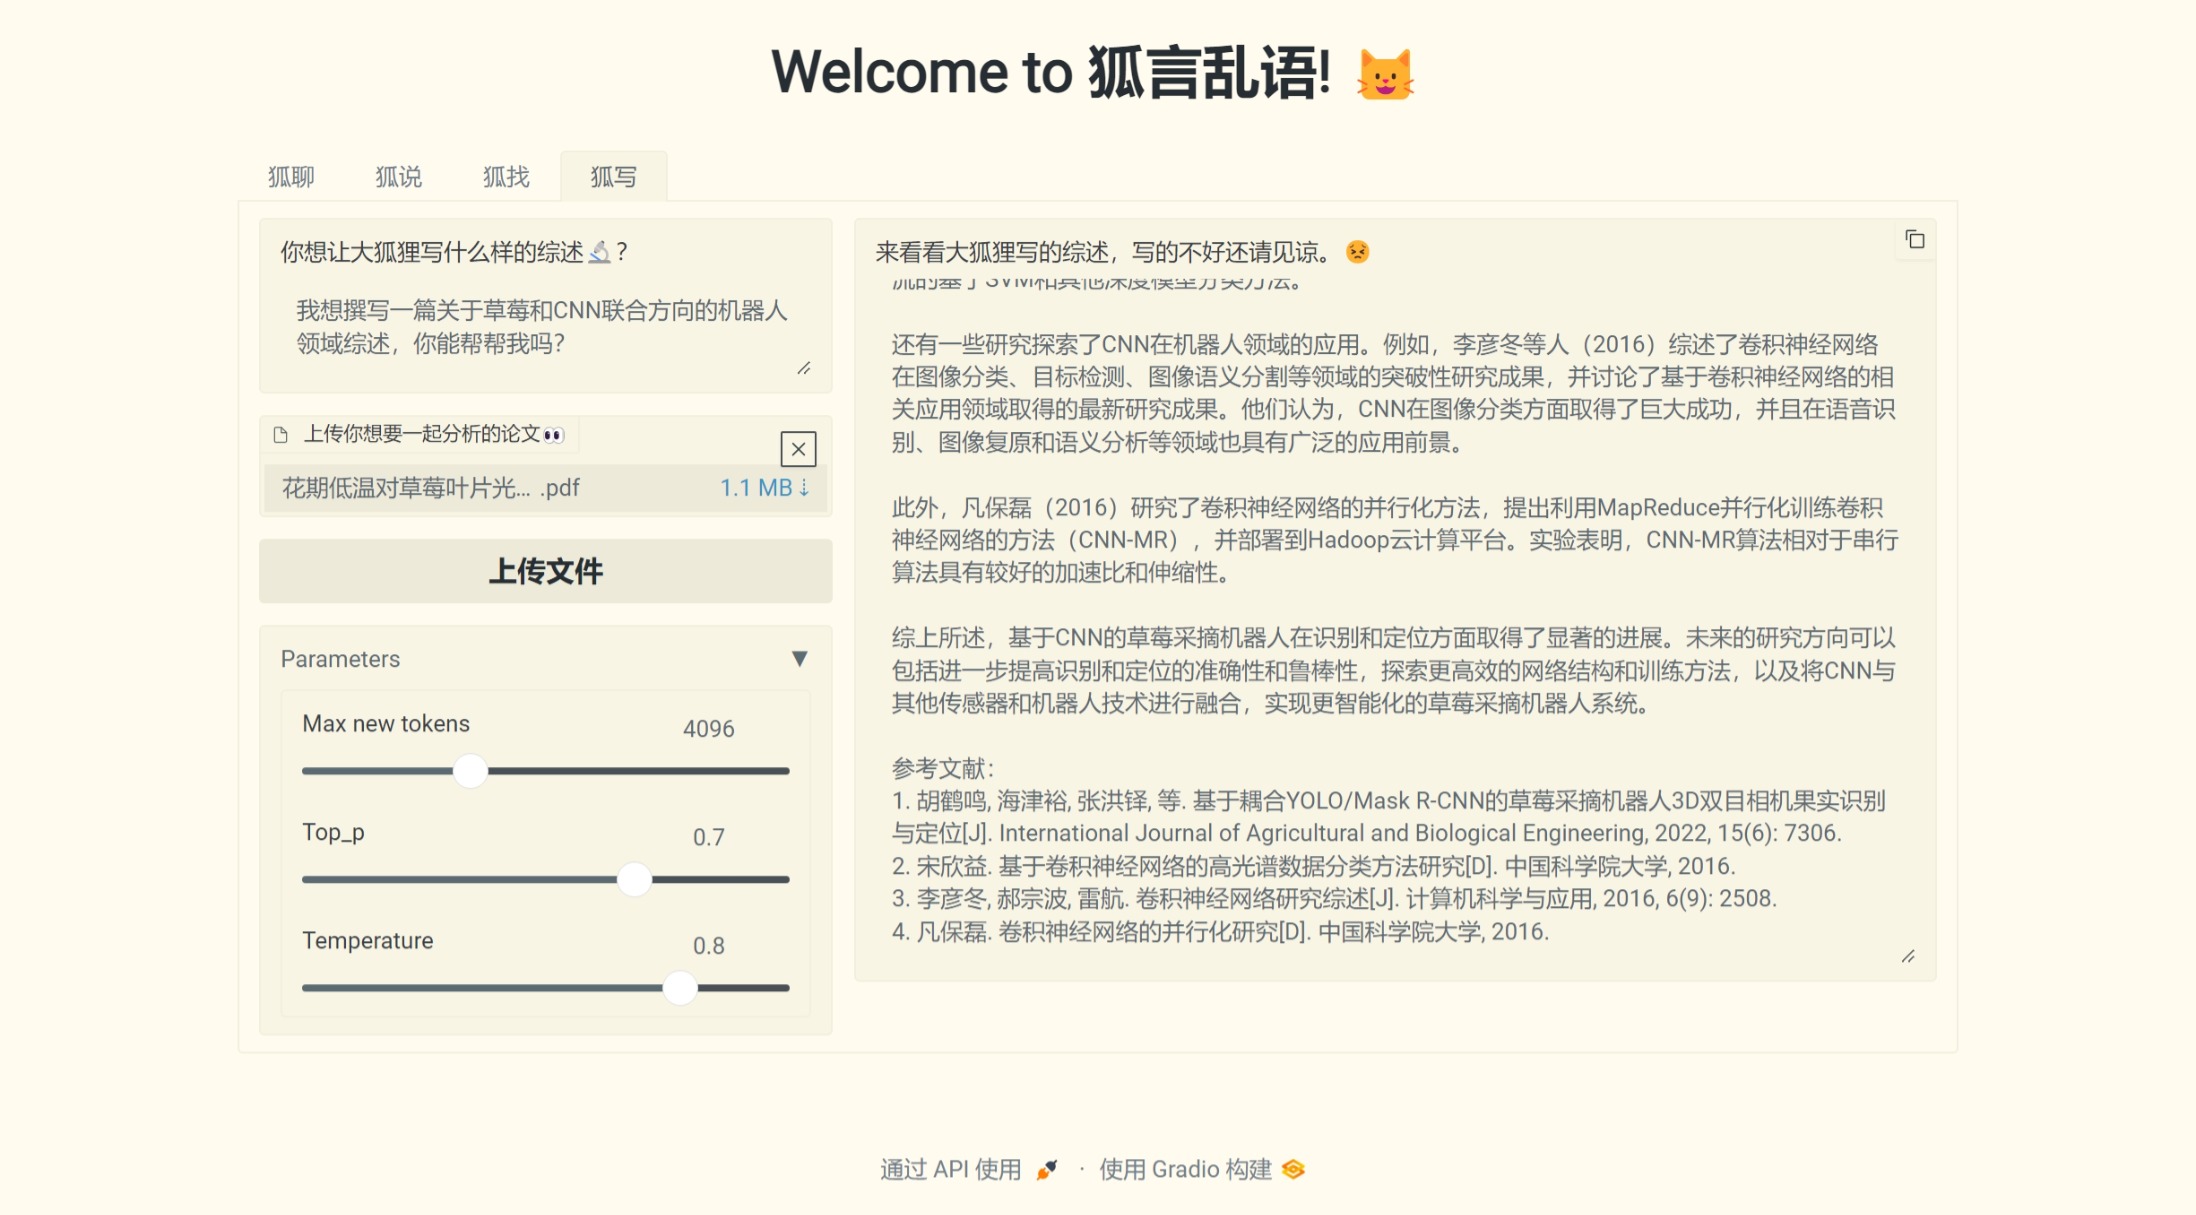 Welcome to 狐言乱语! 😺
狐聊
狐说
狐找
狐写
你想让大狐狸写什么样的综述🔬？
我想撰写一篇关于草莓和CNN联合方向的机器人
领域综述，你能帮帮我吗？
上传你想要一起分析的论文👀
花期低温对草莓叶片光... .pdf
1.1 MB ⇣
上传文件
Parameters
▼
Max new tokens
4096
Top_p
0.7
Temperature
0.8
来看看大狐狸写的综述，写的不好还请见谅。😣
流的基于SVM和其他深度模型分类方法。
还有一些研究探索了CNN在机器人领域的应用。例如，李彦冬等人（2016）综述了卷积神经网络
在图像分类、目标检测、图像语义分割等领域的突破性研究成果，并讨论了基于卷积神经网络的相
关应用领域取得的最新研究成果。他们认为，CNN在图像分类方面取得了巨大成功，并且在语音识
别、图像复原和语义分析等领域也具有广泛的应用前景。
此外，凡保磊（2016）研究了卷积神经网络的并行化方法，提出利用MapReduce并行化训练卷积
神经网络的方法（CNN-MR），并部署到Hadoop云计算平台。实验表明，CNN-MR算法相对于串行
算法具有较好的加速比和伸缩性。
综上所述，基于CNN的草莓采摘机器人在识别和定位方面取得了显著的进展。未来的研究方向可以
包括进一步提高识别和定位的准确性和鲁棒性，探索更高效的网络结构和训练方法，以及将CNN与
其他传感器和机器人技术进行融合，实现更智能化的草莓采摘机器人系统。
参考文献：
1. 胡鹤鸣, 海津裕, 张洪铎, 等. 基于耦合YOLO/Mask R-CNN的草莓采摘机器人3D双目相机果实识别
与定位[J]. International Journal of Agricultural and Biological Engineering, 2022, 15(6): 7306.
2. 宋欣益. 基于卷积神经网络的高光谱数据分类方法研究[D]. 中国科学院大学, 2016.
3. 李彦冬, 郝宗波, 雷航. 卷积神经网络研究综述[J]. 计算机科学与应用, 2016, 6(9): 2508.
4. 凡保磊. 卷积神经网络的并行化研究[D]. 中国科学院大学, 2016.
通过 API 使用 · 使用 Gradio 构建